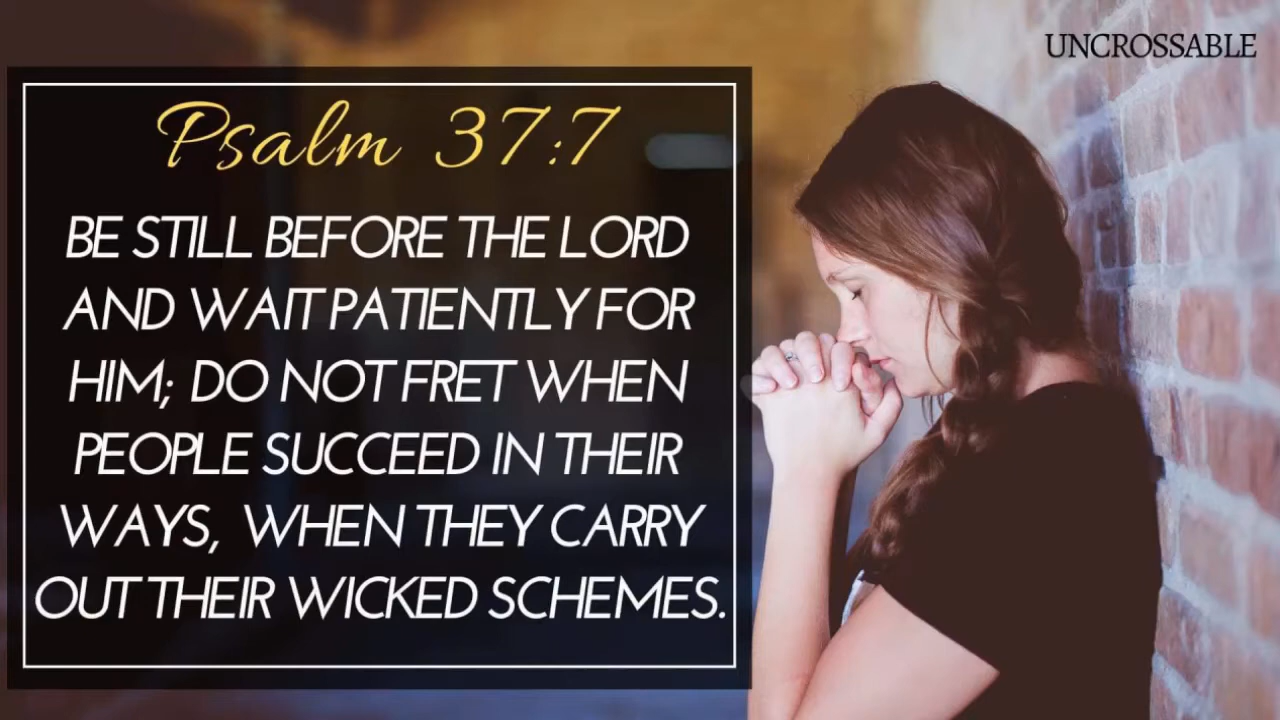 UNCROSSABLE
Psalm 37:7
BE STILL BEFORE THE LORD
AND WAIT PATIENTLY FOR
HIM; DO NOT FRET WHEN
PEOPLE SUCCEED IN THEIR
WAYS, WHEN THEY CARRY
OUT THEIR WICKED SCHEMES.